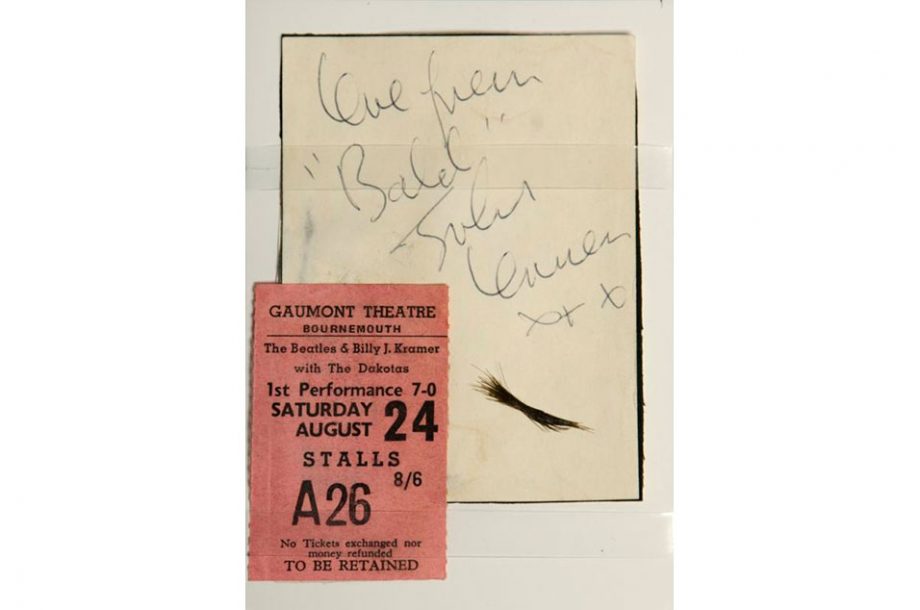 Love from
"Bald"
John
Lennon
xxx
GAUMONT THEATRE
BOURNEMOUTH
The Beatles & Billy J. Kramer
with The Dakotas
1st Performance 7-0
SATURDAY
AUGUST 24
STALLS
8/6
A26
No Tickets exchanged nor
money refunded
TO BE RETAINED